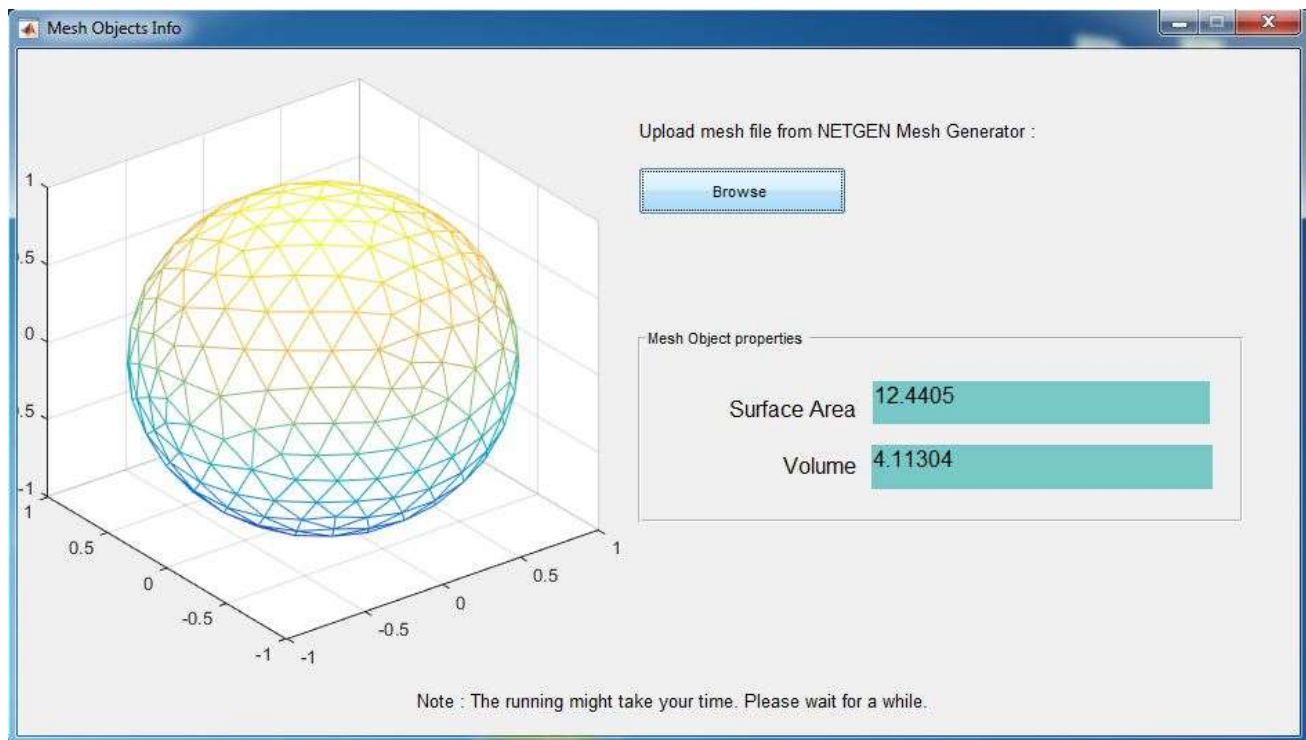 Mesh Objects Info
Upload mesh file from NETGEN Mesh Generator :
Browse
1
.5
0
.5
-1
1
0.5
0
-0.5
-1
-1
-0.5
0
0.5
1
Mesh Object properties
Surface Area 12.4405
Volume 4.11304
Note : The running might take your time. Please wait for a while.